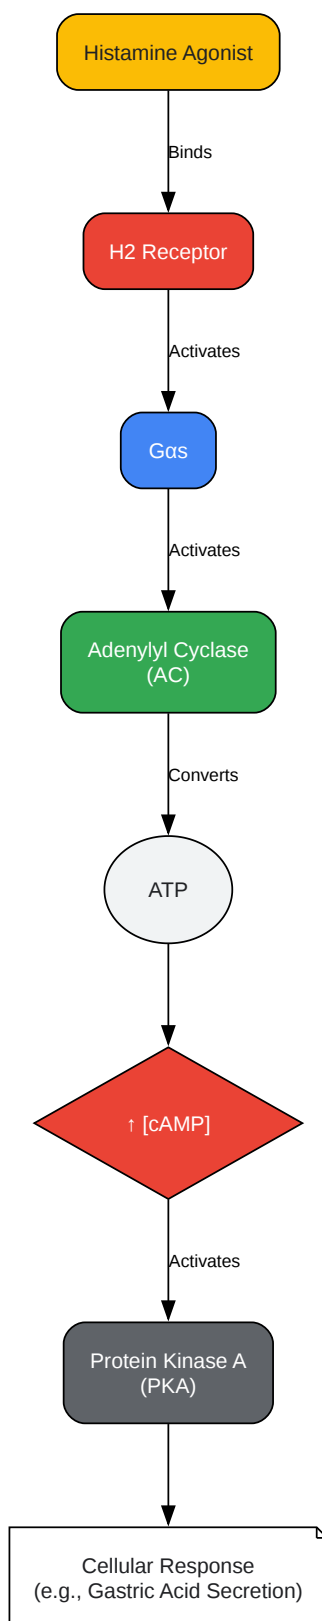 Histamine Agonist
Binds
H2 Receptor
Activates
Gαs
Activates
Adenylyl Cyclase
(AC)
Converts
ATP
↑ [cAMP]
Activates
Protein Kinase A
(PKA)
Cellular Response
(e.g., Gastric Acid Secretion)